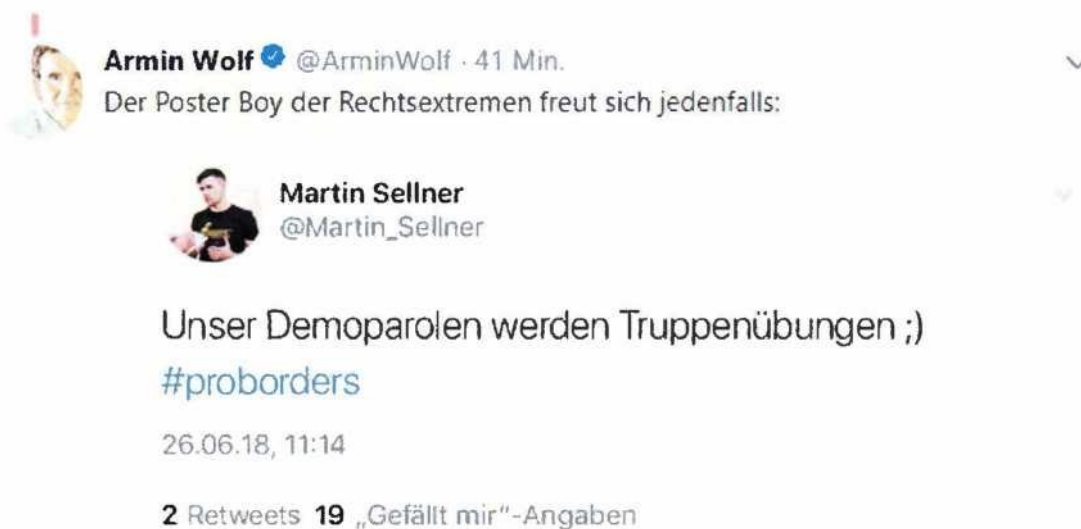 Armin Wolf @ArminWolf · 41 Min.
Der Poster Boy der Rechtsextremen freut sich jedenfalls:
Martin Sellner
@Martin_Sellner
Unser Demoparolen werden Truppenübungen ;)
#proborders
26.06.18, 11:14
2 Retweets 19 „Gefällt mir"-Angaben